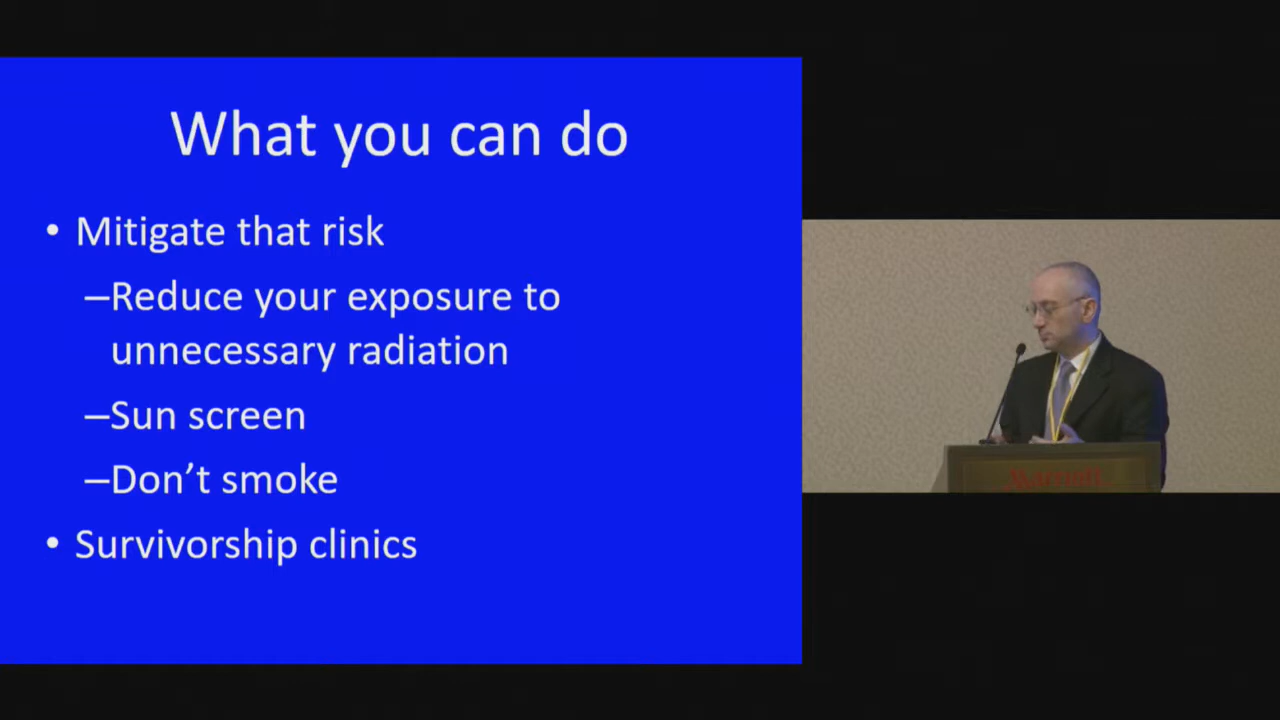 What you can do
• Mitigate that risk
–Reduce your exposure to
unnecessary radiation
–Sun screen
–Don’t smoke
• Survivorship clinics
Marriott